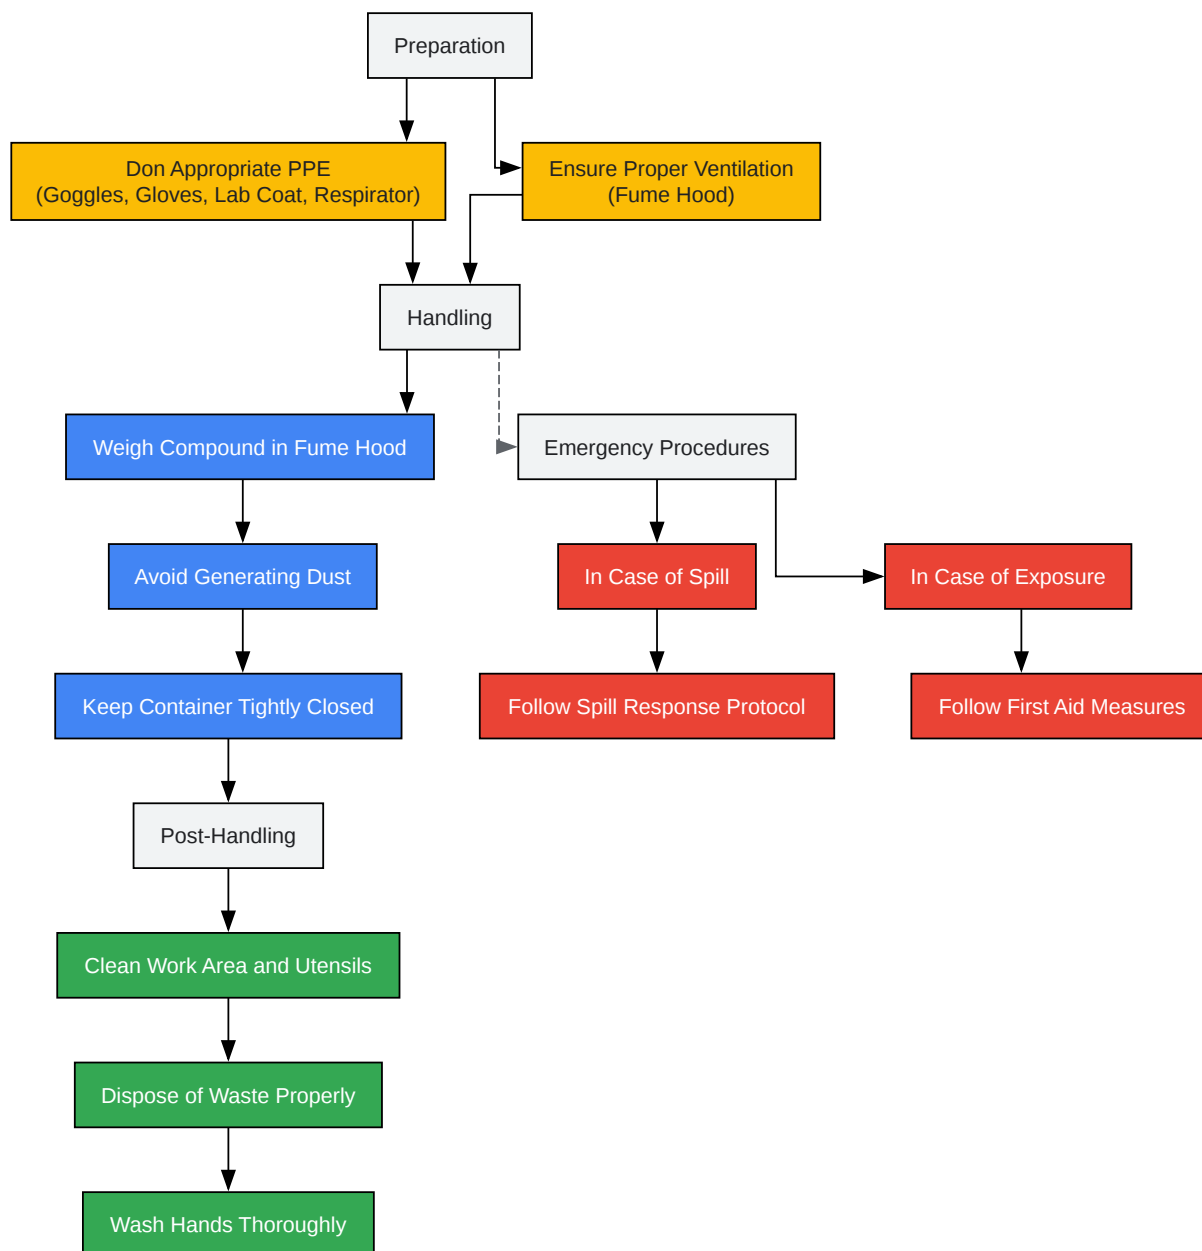 Preparation
Don Appropriate PPE
(Goggles, Gloves, Lab Coat, Respirator)
Ensure Proper Ventilation
(Fume Hood)
Handling
Weigh Compound in Fume Hood
Emergency Procedures
Avoid Generating Dust
In Case of Spill
In Case of Exposure
Keep Container Tightly Closed
Follow Spill Response Protocol
Follow First Aid Measures
Post-Handling
Clean Work Area and Utensils
Dispose of Waste Properly
Wash Hands Thoroughly